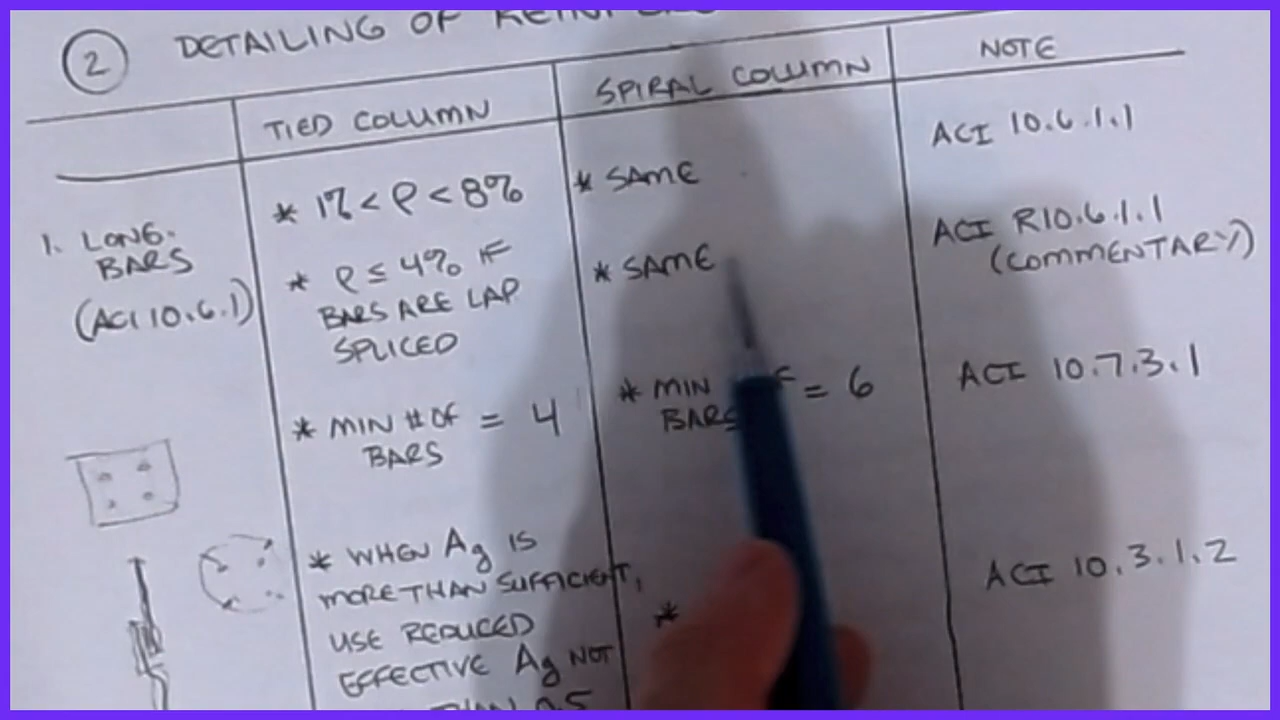 2 DETAILING OF
TIED COLUMN
SPIRAL COLUMN
NOTE
1. LONG.
BARS
(ACI 10.6.1)
* 1% < ρ < 8%
* SAME
ACI 10.6.1.1
* ρ ≤ 4% IF
BARS ARE LAP
SPLICED
* SAME
ACI R10.6.1.1
(COMMENTARY)
* MIN # OF = 4
BARS
* MIN = 6
BARS
ACI 10.7.3.1
* WHEN Ag IS
MORE THAN SUFFICIENT,
USE REDUCED
EFFECTIVE Ag NOT
*
ACI 10.3.1.2